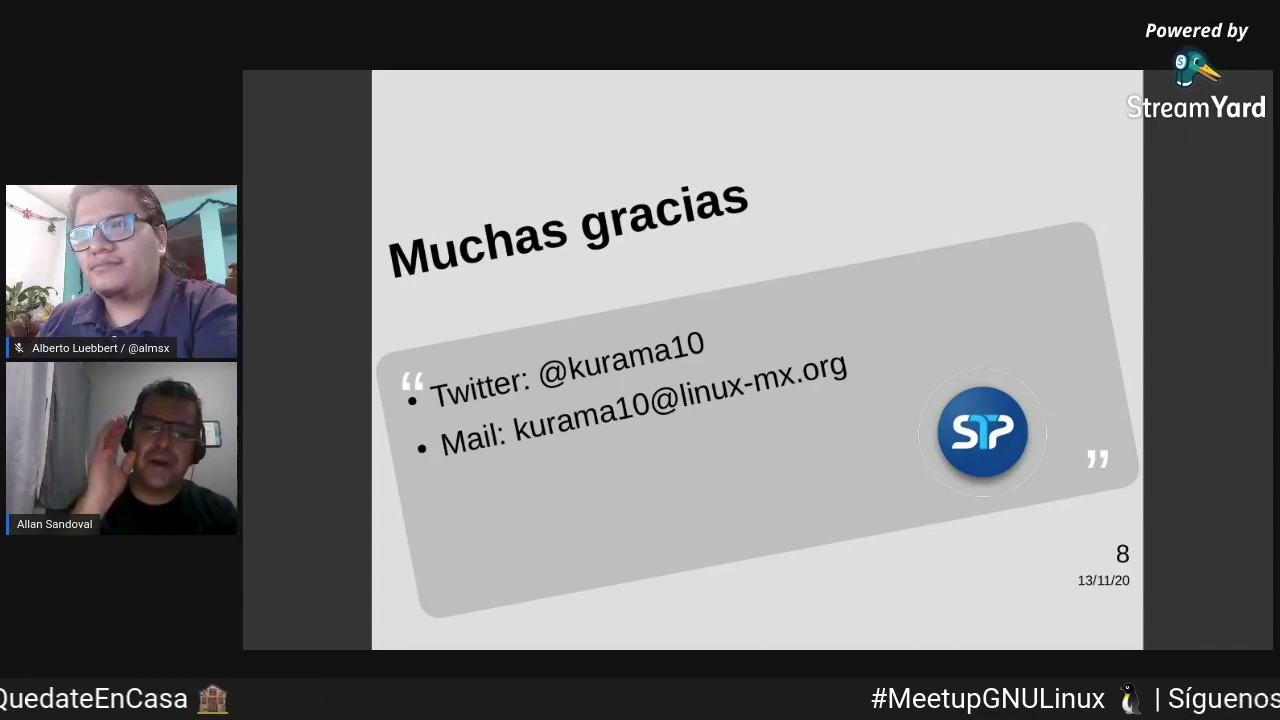 Powered by
StreamYard
Muchas gracias
“
• Twitter: @kurama10
• Mail: kurama10@linux-mx.org
STP
”
8
13/11/20
Alberto Luebbert / @almsx
Allan Sandoval
QuedateEnCasa
#MeetupGNULinux | Síguenos